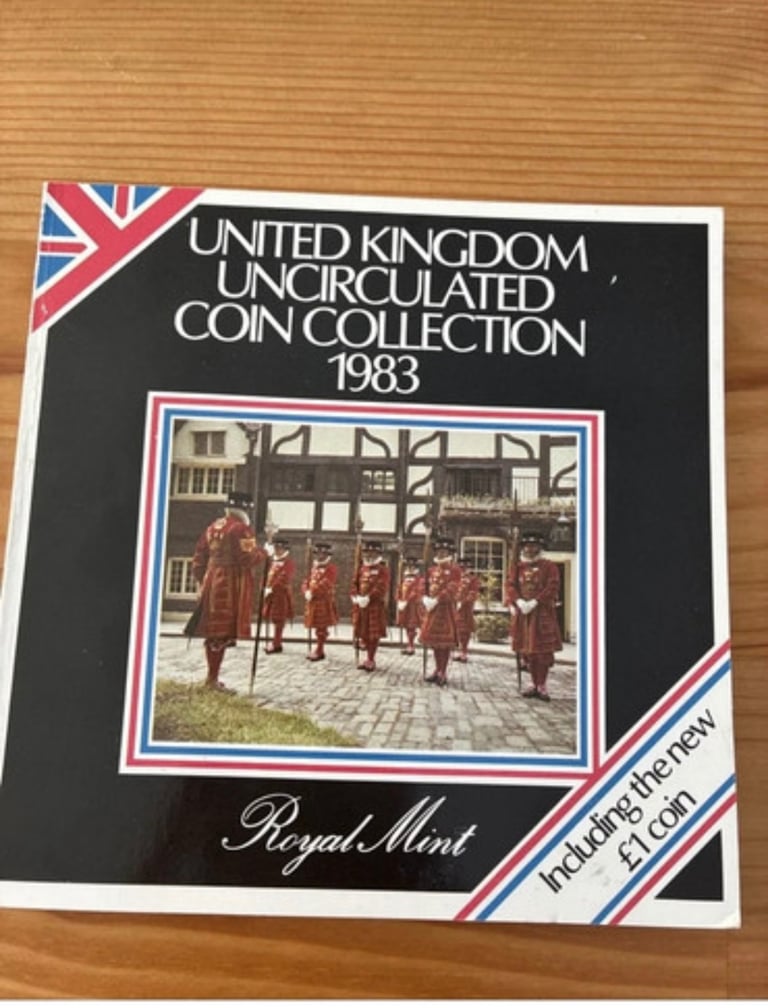 UNITED KINGDOM
UNCIRCULATED
COIN COLLECTION
1983
Royal Mint
Including the new
£1 coin